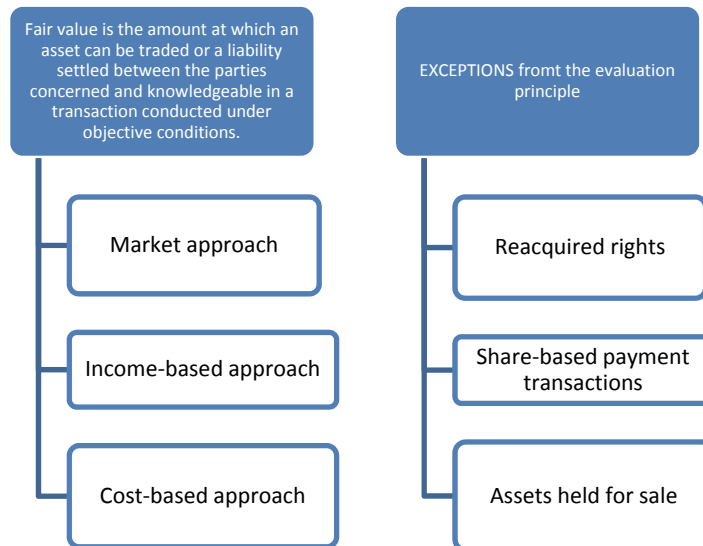 Fair value is the amount at which an
asset can be traded or a liability
settled between the parties
concerned and knowledgeable in a
transaction conducted under
objective conditions.
Market approach
Income-based approach
Cost-based approach
EXCEPTIONS fromt the evaluation
principle
Reacquired rights
Share-based payment
transactions
Assets held for sale